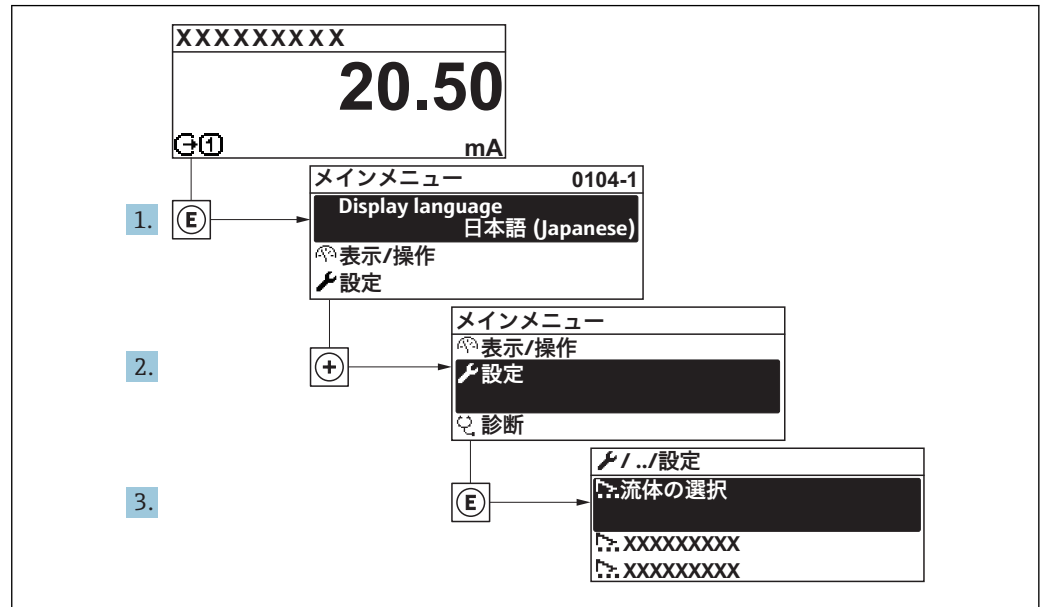 XXXXXXXXX
20.50
①
mA
メインメニュー 0104-1
1. Ⓔ
Display language
日本語 (Japanese)
表示/操作
設定
メインメニュー
表示/操作
2. +
設定
診断
/ ../設定
流体の選択
3. Ⓔ
XXXXXXXXX
XXXXXXXXX